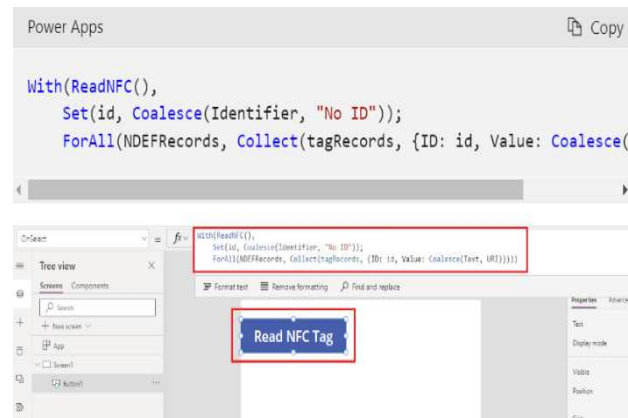 Power Apps
Copy
With(ReadNFC(),
Set(id, Coalesce(Identifier, "No ID"));
ForAll(NDEFRecords, Collect(tagRecords, {ID: id, Value: Coalesce(
OnSelect
= fx
With(ReadNFC(),
Set(id, Coalesce(Identifier, "No ID"));
ForAll(NDEFRecords, Collect(tagRecords, {ID: id, Value: Coalesce(Text, URI)})))
Tree view
Format text Remove formatting Find and replace
Screens Components
Search
New screen
App
Screen1
Button1
Read NFC Tag
Properties
Text
Display mode
Visible
Position